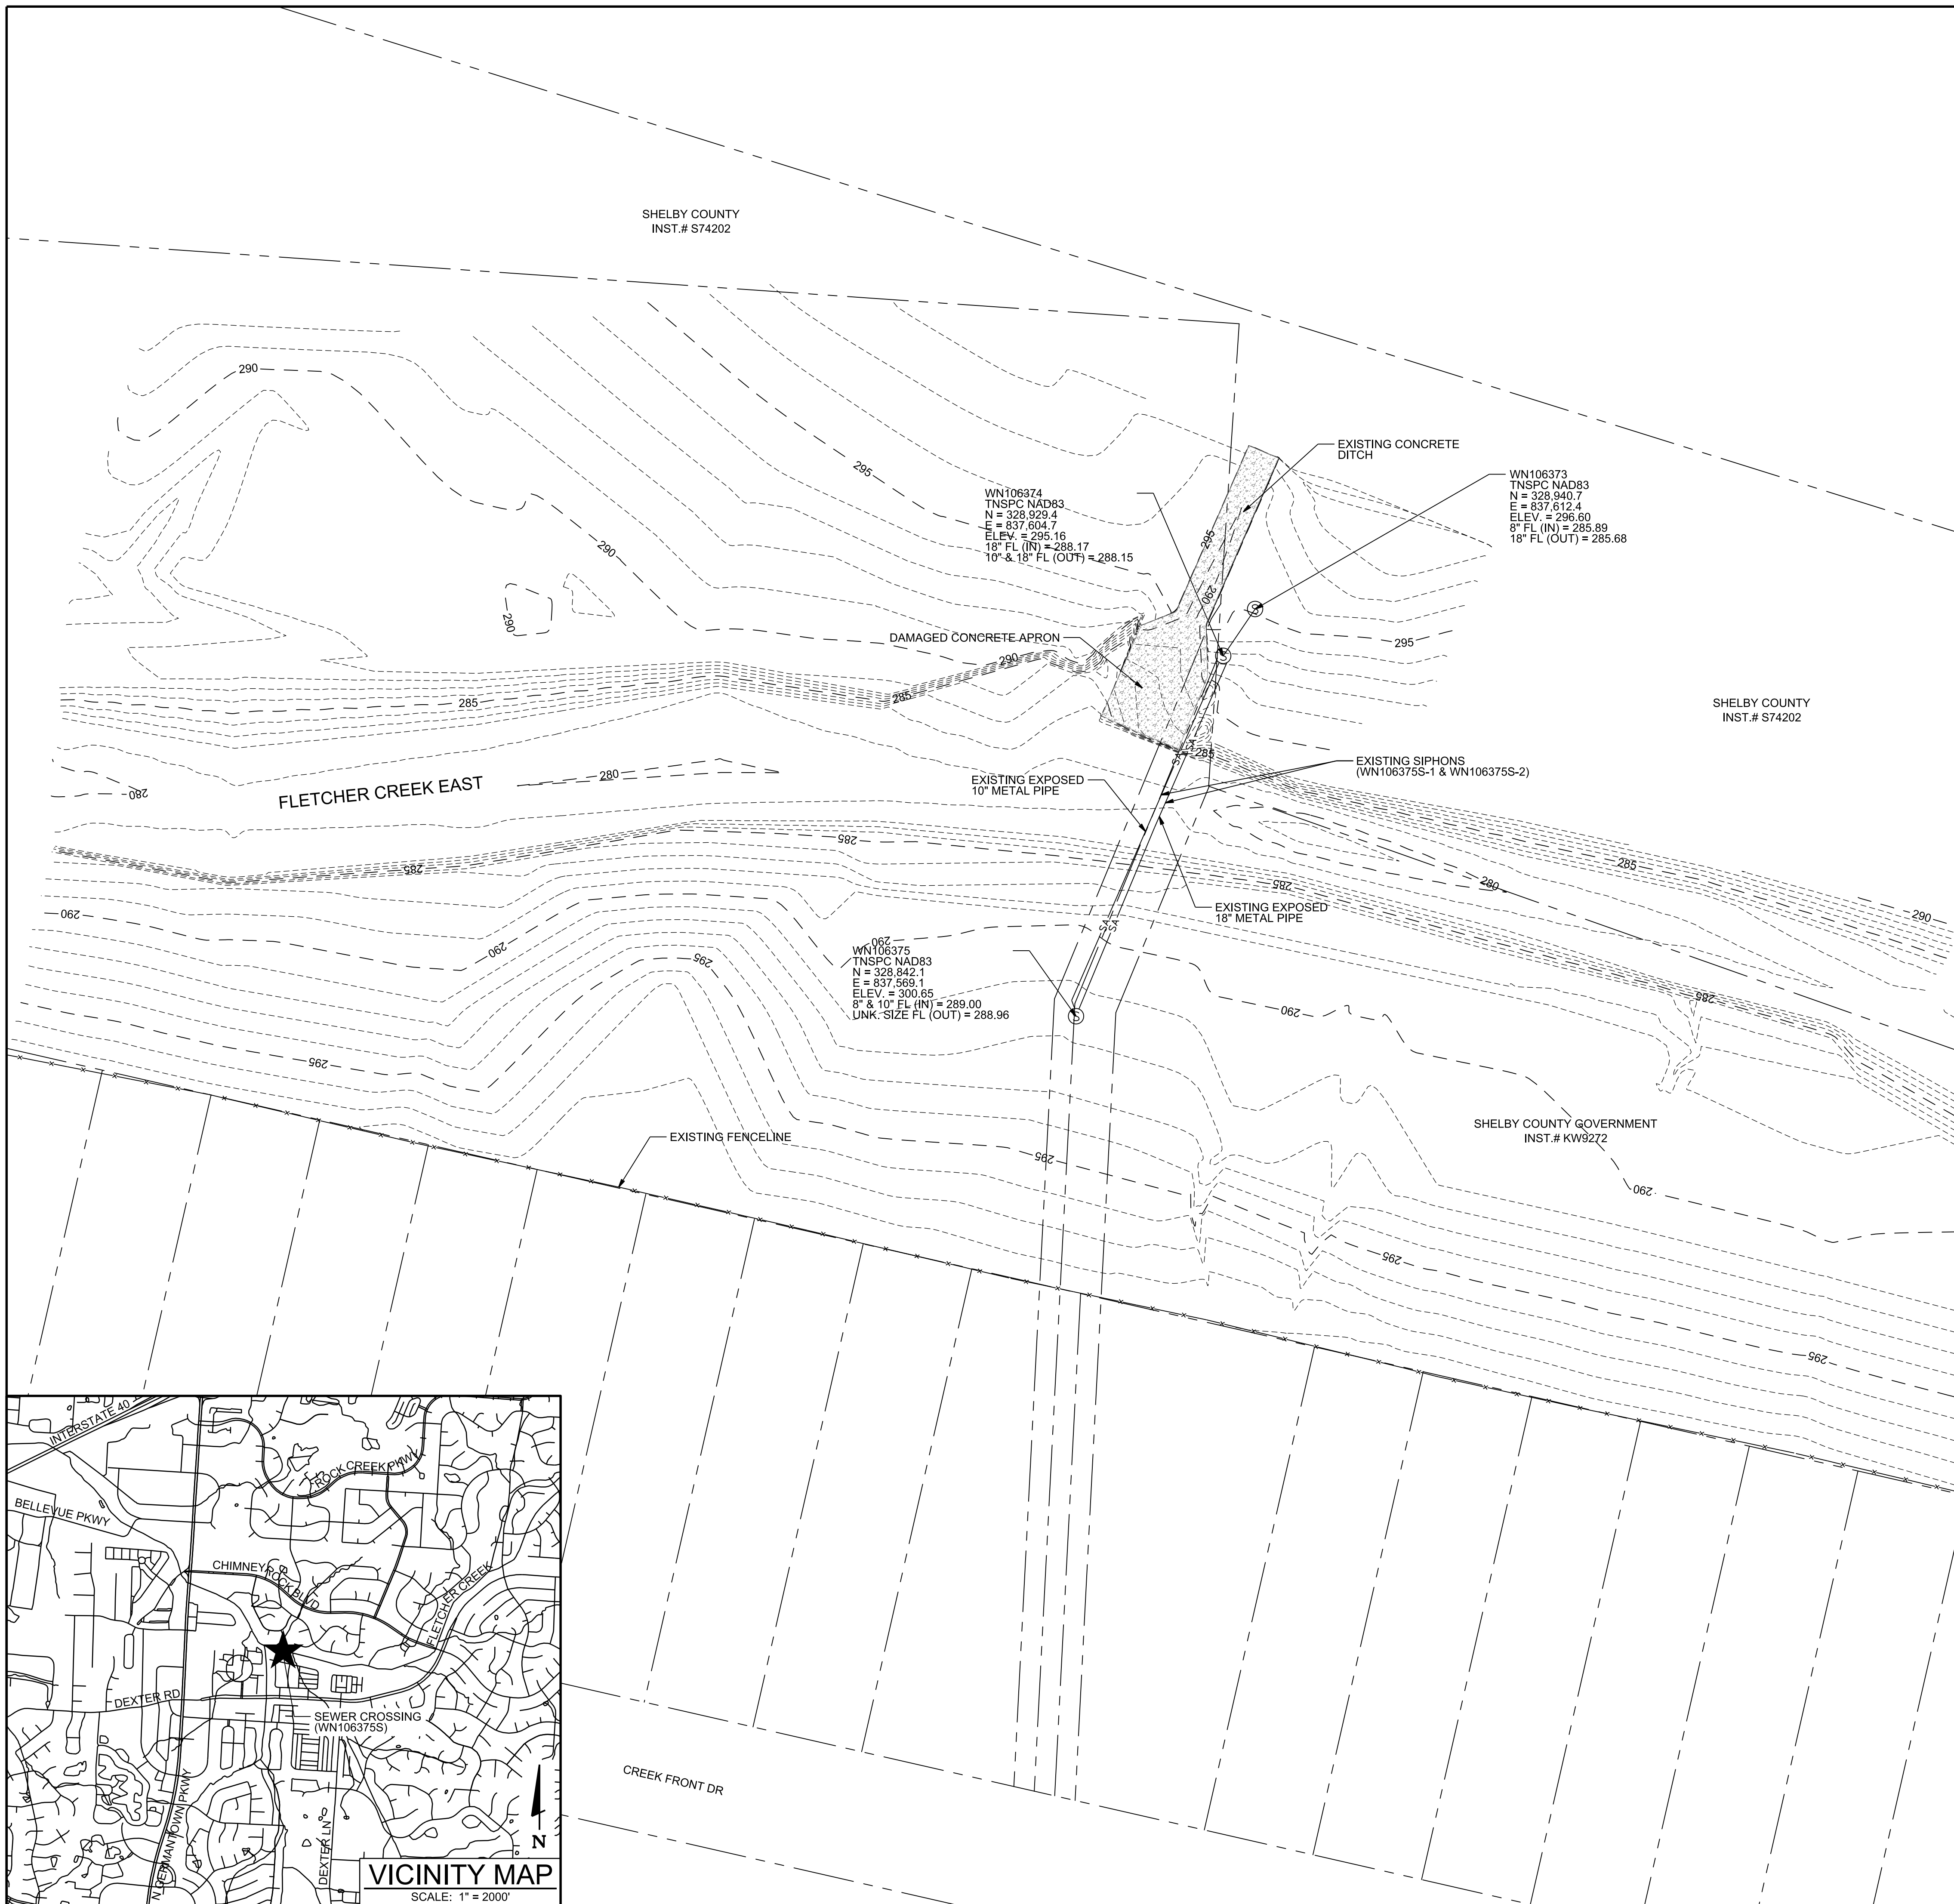 SHELBY COUNTY
INST.# S74202
290
295
290
290
EXISTING CONCRETE
DITCH
WN106373
TNSPC NAD83
N = 328,940.7
E = 837,612.4
ELEV. = 296.60
8" FL (IN) = 285.89
18" FL (OUT) = 285.68
WN106374
TNSPC NAD83
N = 328,929.4
E = 837,604.7
ELEV. = 295.16
18" FL (IN) = 288.17
10" & 18" FL (OUT) = 288.15
295
290
295
DAMAGED CONCRETE APRON
290
285
285
SHELBY COUNTY
INST.# S74202
285
EXISTING SIPHONS
(WN106375S-1 & WN106375S-2)
EXISTING EXPOSED
10" METAL PIPE
SA
SA
FLETCHER CREEK EAST
280
280
285
285
285
285
280
290
EXISTING EXPOSED
18" METAL PIPE
SA
SA
290
290
295
290
WN106375
TNSPC NAD83
N = 328,842.1
E = 837,569.1
ELEV. = 300.65
8" & 10" FL (IN) = 289.00
UNK. SIZE FL (OUT) = 288.96
S
S
S
285
290
295
SHELBY COUNTY GOVERNMENT
INST.# KW9272
EXISTING FENCELINE
295
290
295
295
CREEK FRONT DR
INTERSTATE 40
ROCK CREEK PKWY
BELLEVUE PKWY
CHIMNEYROCK BLVD
FLETCHER CREEK
DEXTER RD
SEWER CROSSING
(WN106375S)
N GERMANTOWN PKWY
DEXTER LN
N
VICINITY MAP
SCALE: 1" = 2000'